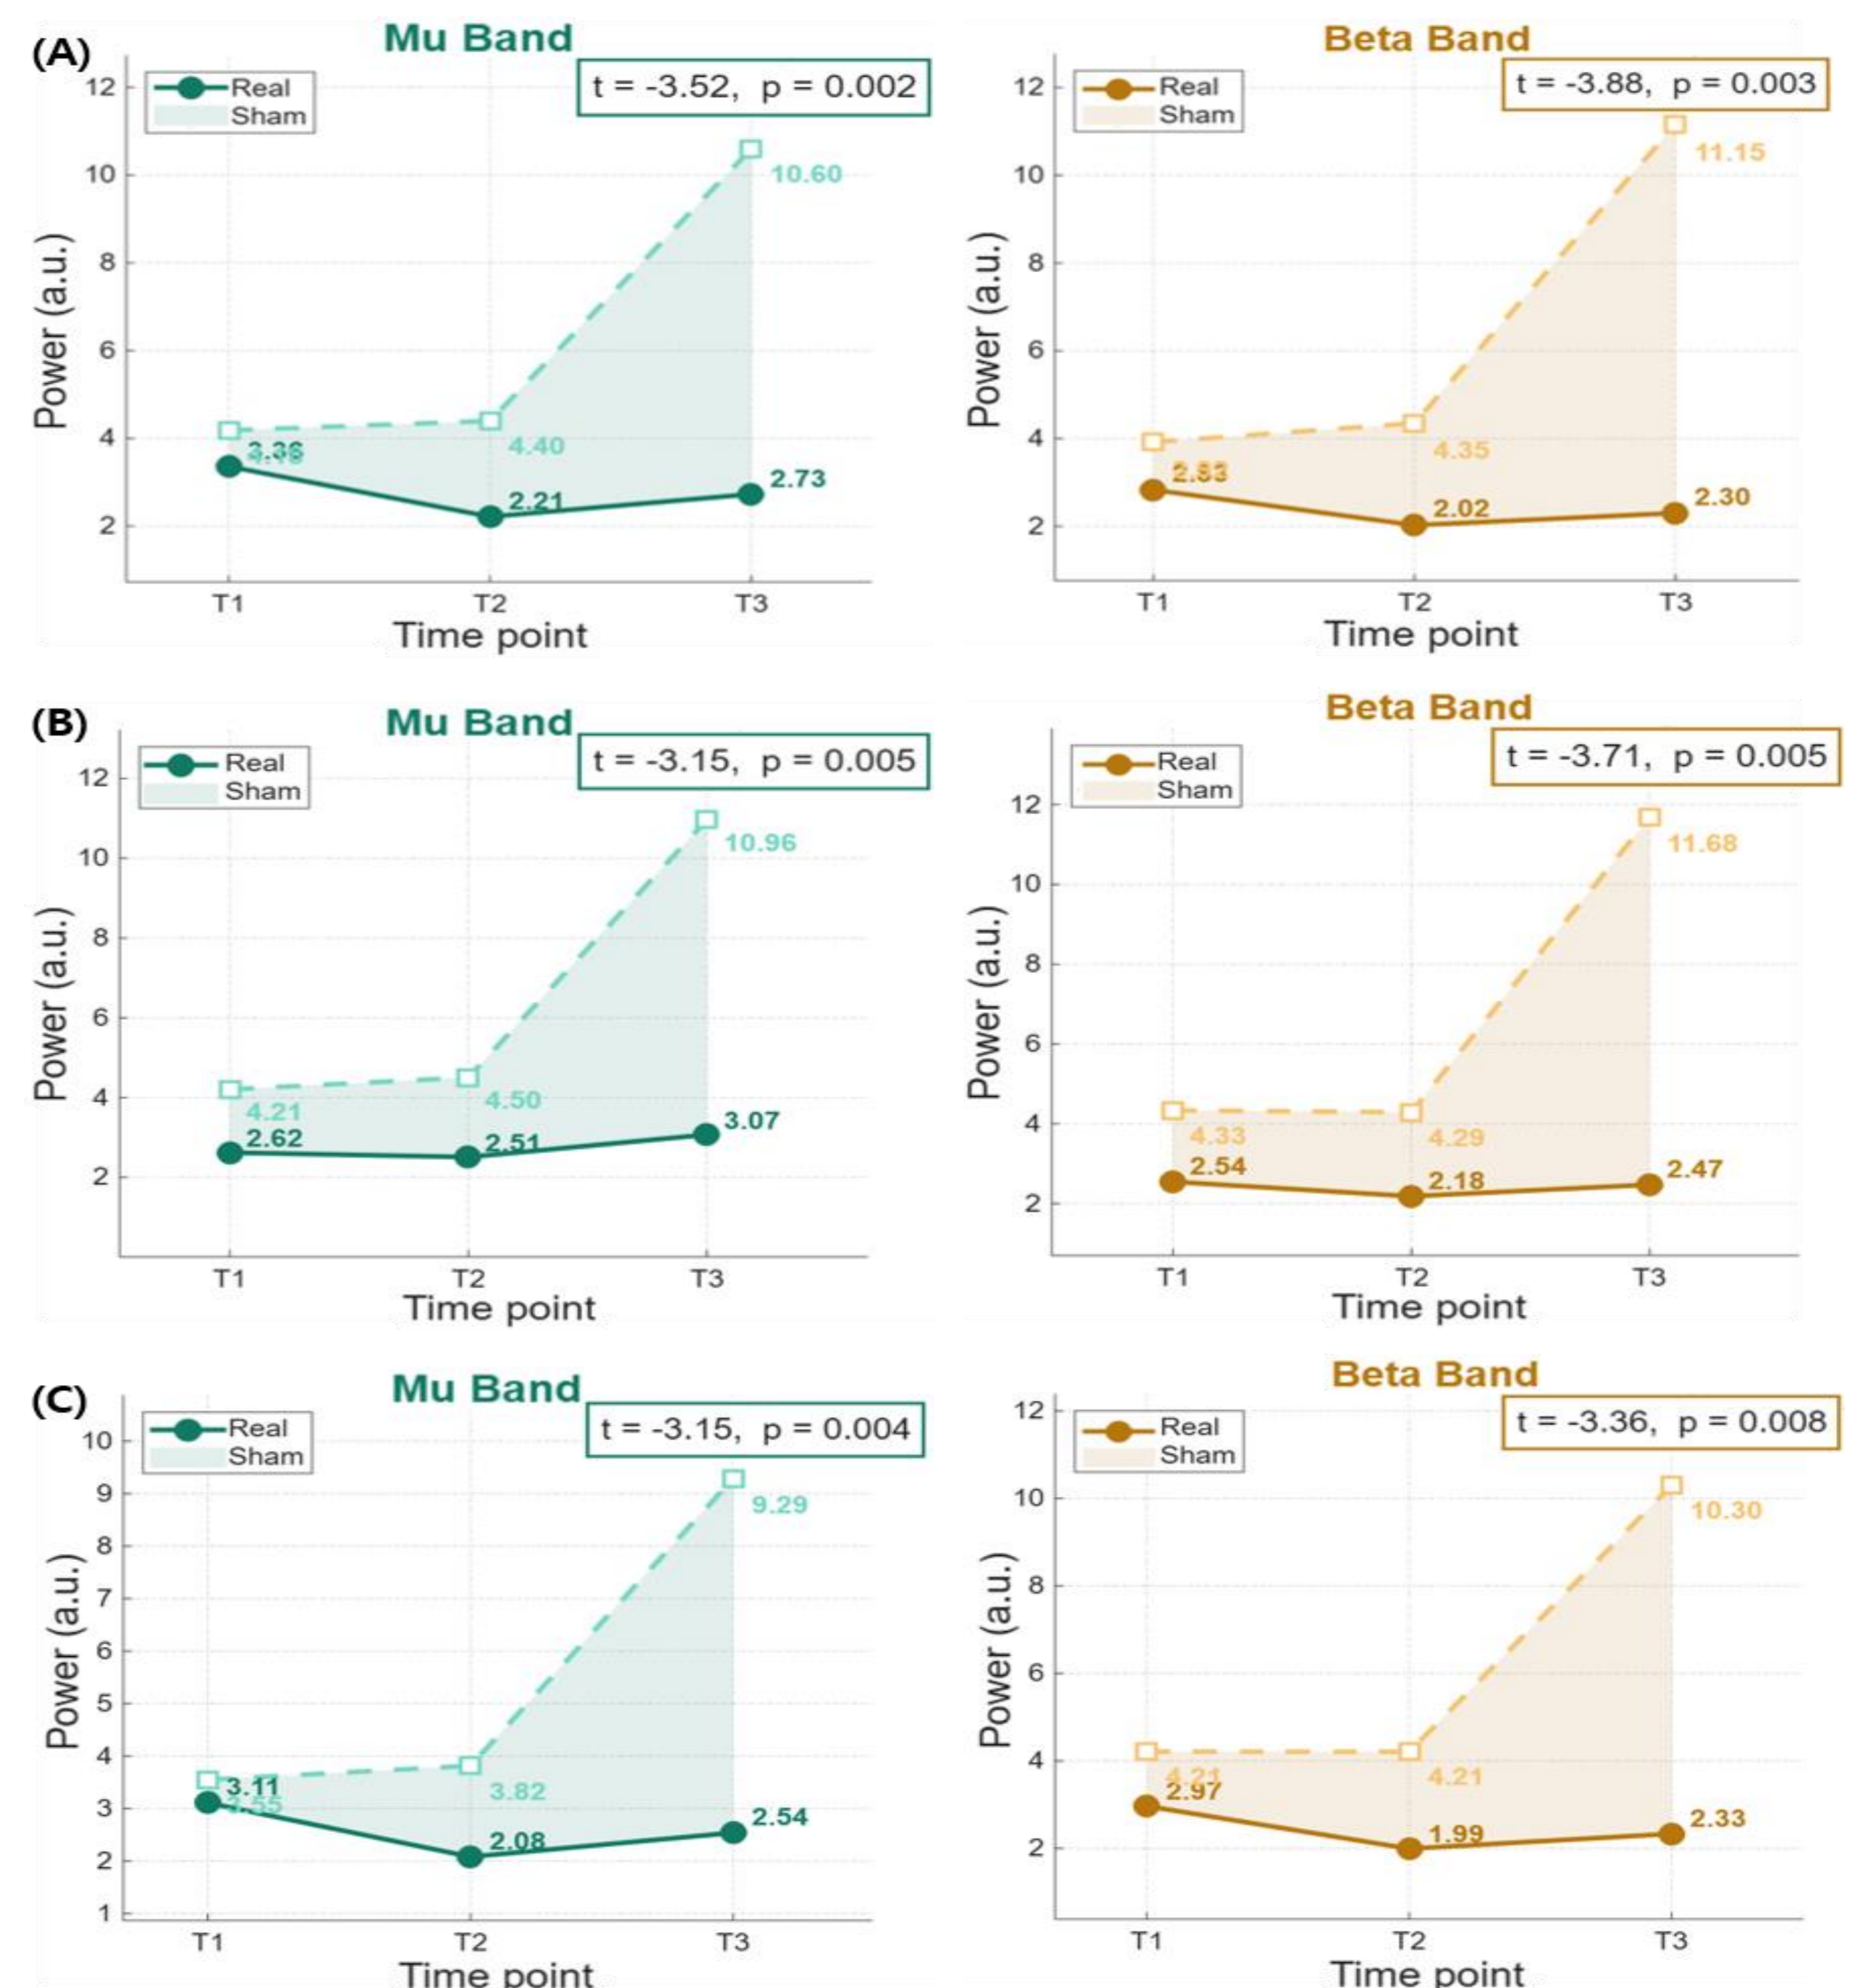 (A)
Mu Band
t = -3.52, p = 0.002
Real
Sham
12
10
8
6
4
2
Power (a.u.)
10.60
4.40
3.36
2.21
2.73
T1 T2 T3
Time point
Beta Band
t = -3.88, p = 0.003
Real
Sham
12
10
8
6
4
2
Power (a.u.)
11.15
4.35
2.83
2.02
2.30
T1 T2 T3
Time point
(B)
Mu Band
t = -3.15, p = 0.005
Real
Sham
12
10
8
6
4
2
Power (a.u.)
10.96
4.21
4.50
2.62
2.51
3.07
T1 T2 T3
Time point
Beta Band
t = -3.71, p = 0.005
Real
Sham
12
10
8
6
4
2
Power (a.u.)
11.68
4.33
4.29
2.54
2.18
2.47
T1 T2 T3
Time point
(C)
Mu Band
t = -3.15, p = 0.004
Real
Sham
10
9
8
7
6
5
4
3
2
1
Power (a.u.)
9.29
3.11
3.55
3.82
2.08
2.54
T1 T2 T3
Time point
Beta Band
t = -3.36, p = 0.008
Real
Sham
12
10
8
6
4
2
Power (a.u.)
10.30
4.21
4.21
2.97
1.99
2.33
T1 T2 T3
Time point